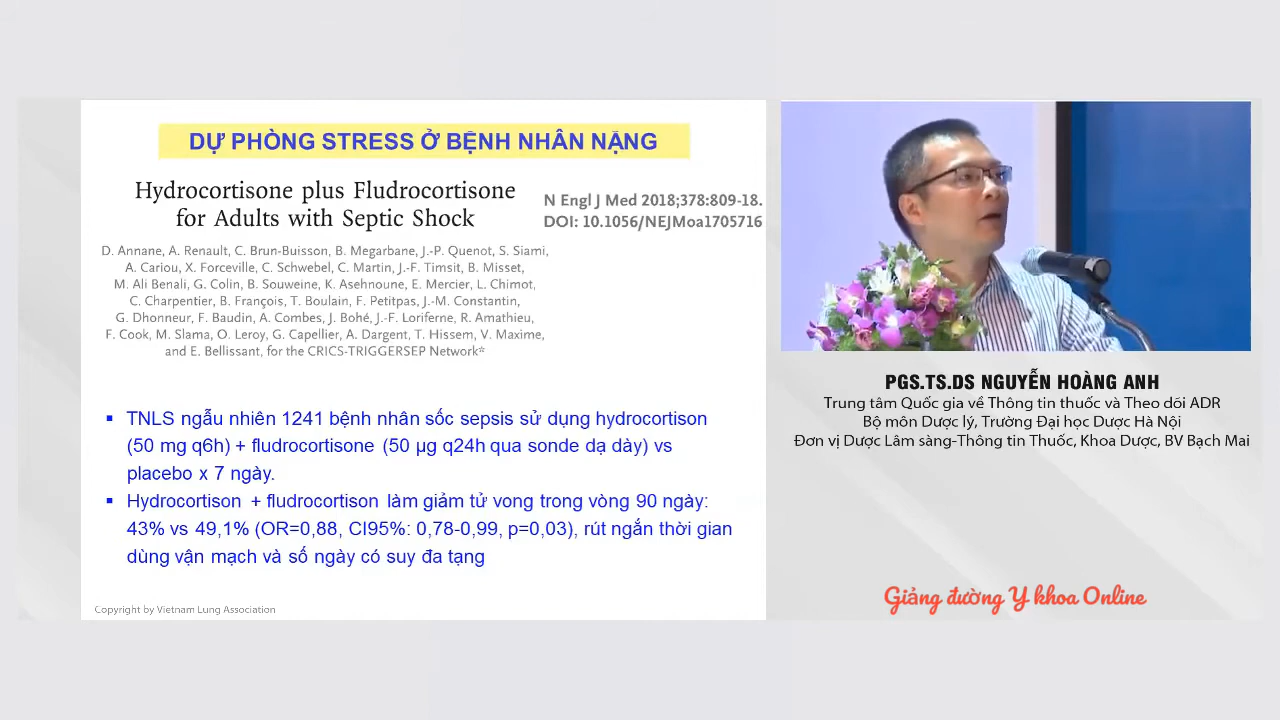 DỰ PHÒNG STRESS Ở BỆNH NHÂN NẶNG
Hydrocortisone plus Fludrocortisone
for Adults with Septic Shock
N Engl J Med 2018;378:809-18.
DOI: 10.1056/NEJMoa1705716
D. Annane, A. Renault, C. Brun-Buisson, B. Megarbane, J.-P. Quenot, S. Siami,
A. Cariou, X. Forceville, C. Schwebel, C. Martin, J.-F. Timsit, B. Misset,
M. Ali Benali, G. Colin, B. Souweine, K. Asehnoune, E. Mercier, L. Chimot,
C. Charpentier, B. François, T. Boulain, F. Petitpas, J.-M. Constantin,
G. Dhonneur, F. Baudin, A. Combes, J. Bohé, J.-F. Loriferne, R. Amathieu,
F. Cook, M. Slama, O. Leroy, G. Capellier, A. Dargent, T. Hissem, V. Maxime,
and E. Bellissant, for the CRICS-TRIGGERSEP Network*
▪ TNLS ngẫu nhiên 1241 bệnh nhân sốc sepsis sử dụng hydrocortison
(50 mg q6h) + fludrocortisone (50 µg q24h qua sonde dạ dày) vs
placebo x 7 ngày.
▪ Hydrocortison + fludrocortison làm giảm tử vong trong vòng 90 ngày:
43% vs 49,1% (OR=0,88, CI95%: 0,78-0,99, p=0,03), rút ngắn thời gian
dùng vận mạch và số ngày có suy đa tạng
Copyright by Vietnam Lung Association
PGS.TS.DS NGUYỄN HOÀNG ANH
Trung tâm Quốc gia về Thông tin thuốc và Theo dõi ADR
Bộ môn Dược lý, Trường Đại học Dược Hà Nội
Đơn vị Dược Lâm sàng-Thông tin Thuốc, Khoa Dược, BV Bạch Mai
Giảng đường Y khoa Online